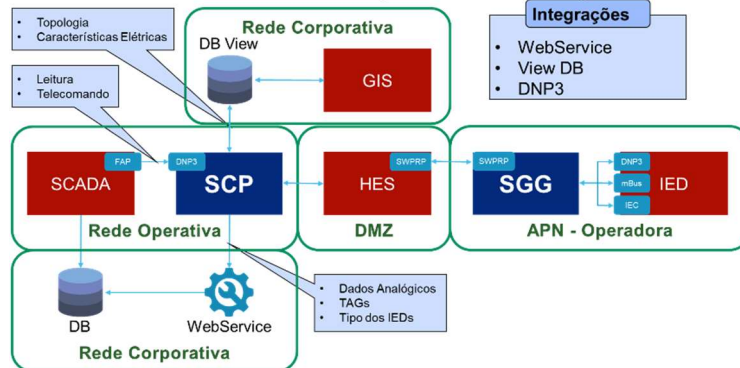 • Topologia
• Características Elétricas
Rede Corporativa
DB View
GIS
Integrações
• WebService
• View DB
• DNP3
• Leitura
• Telecomando
SCADA
FAP
DNP3
SCP
Rede Operativa
HES
SWPRP
DMZ
SWPRP
SGG
DNP3
mBus
IEC
IED
APN - Operadora
DB
WebService
Rede Corporativa
• Dados Analógicos
• TAGs
• Tipo dos IEDs